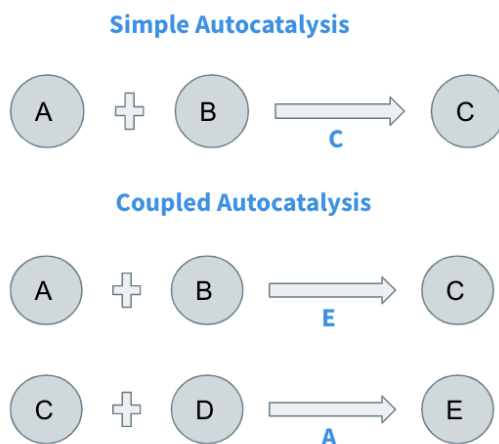 Simple Autocatalysis
A + B C
C
Coupled Autocatalysis
A + B C
E
C + D E
A